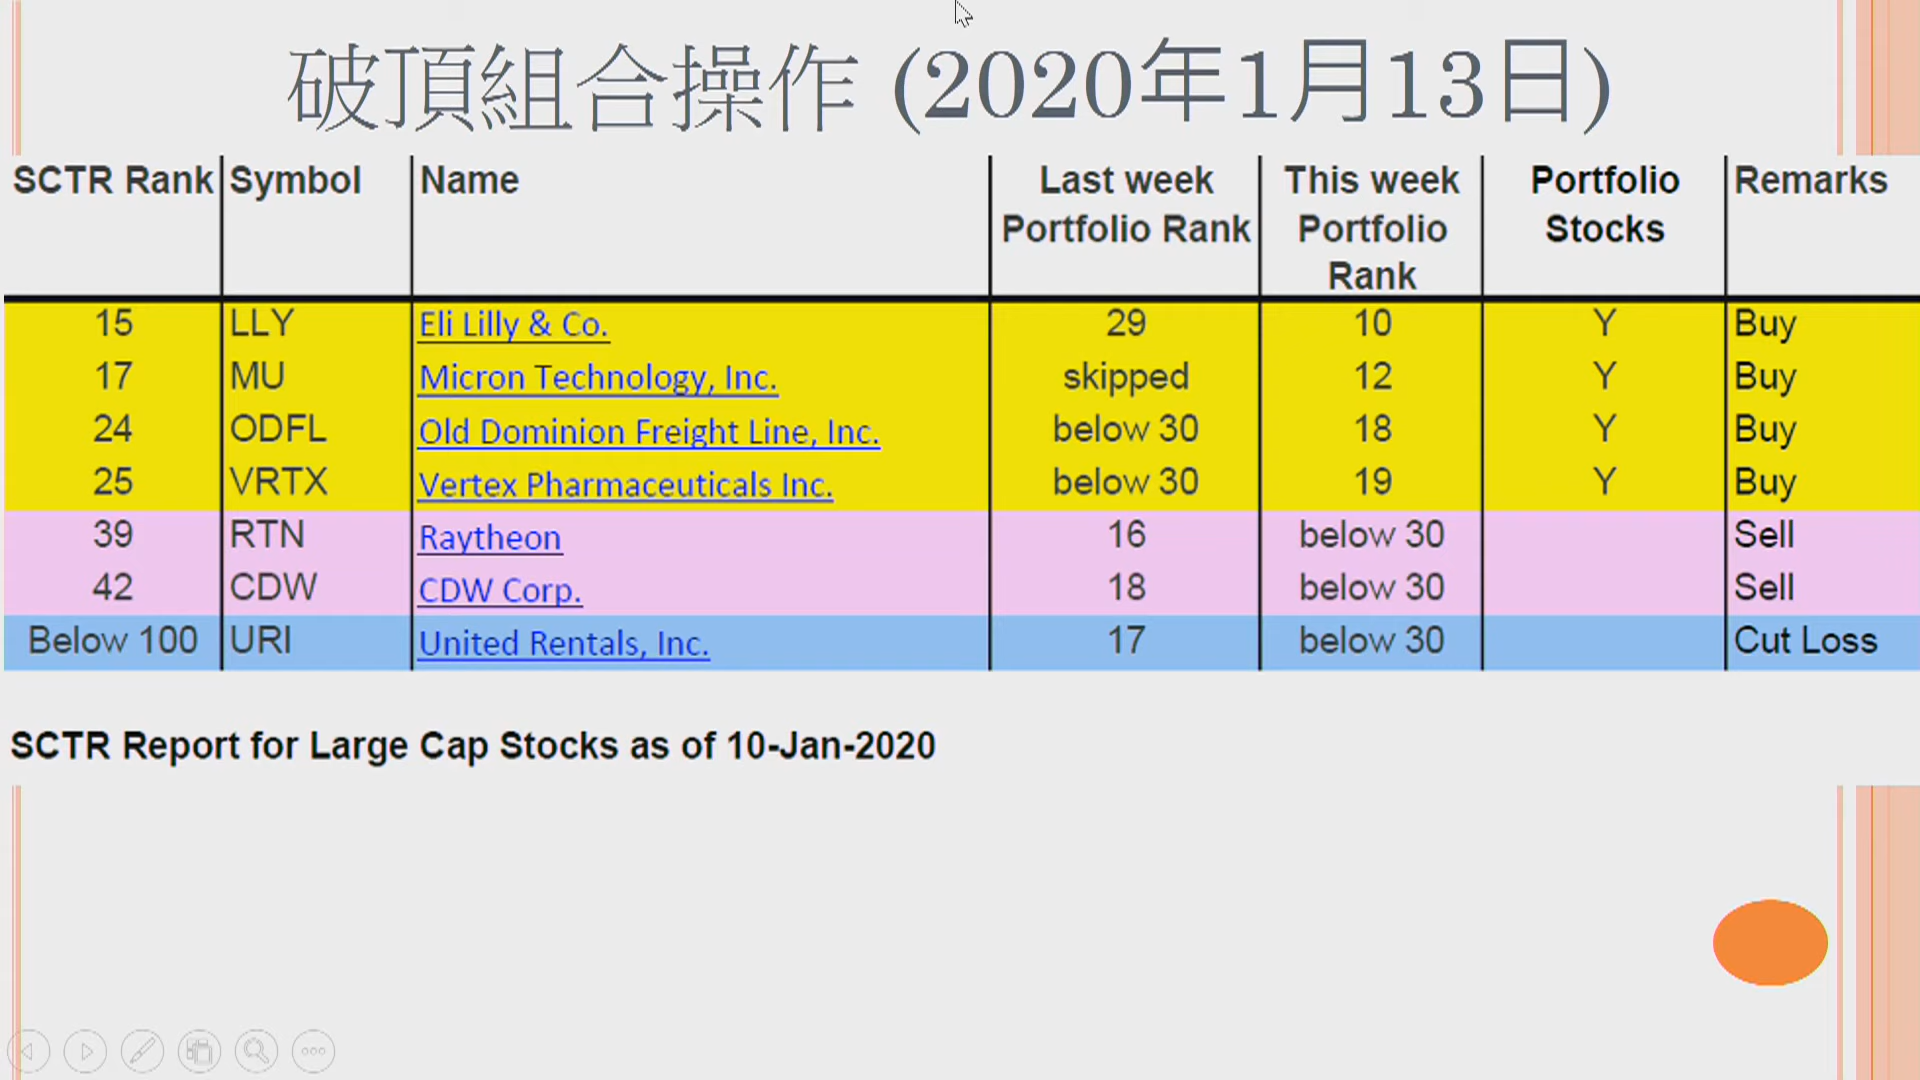 破頂組合操作 (2020年1月13日)
SCTR Rank Symbol Name Last week Portfolio Rank This week Portfolio Rank Portfolio Stocks Remarks
15 LLY Eli Lilly & Co. 29 10 Y Buy
17 MU Micron Technology, Inc. skipped 12 Y Buy
24 ODFL Old Dominion Freight Line, Inc. below 30 18 Y Buy
25 VRTX Vertex Pharmaceuticals Inc. below 30 19 Y Buy
39 RTN Raytheon 16 below 30 Sell
42 CDW CDW Corp. 18 below 30 Sell
Below 100 URI United Rentals, Inc. 17 below 30 Cut Loss
SCTR Report for Large Cap Stocks as of 10-Jan-2020